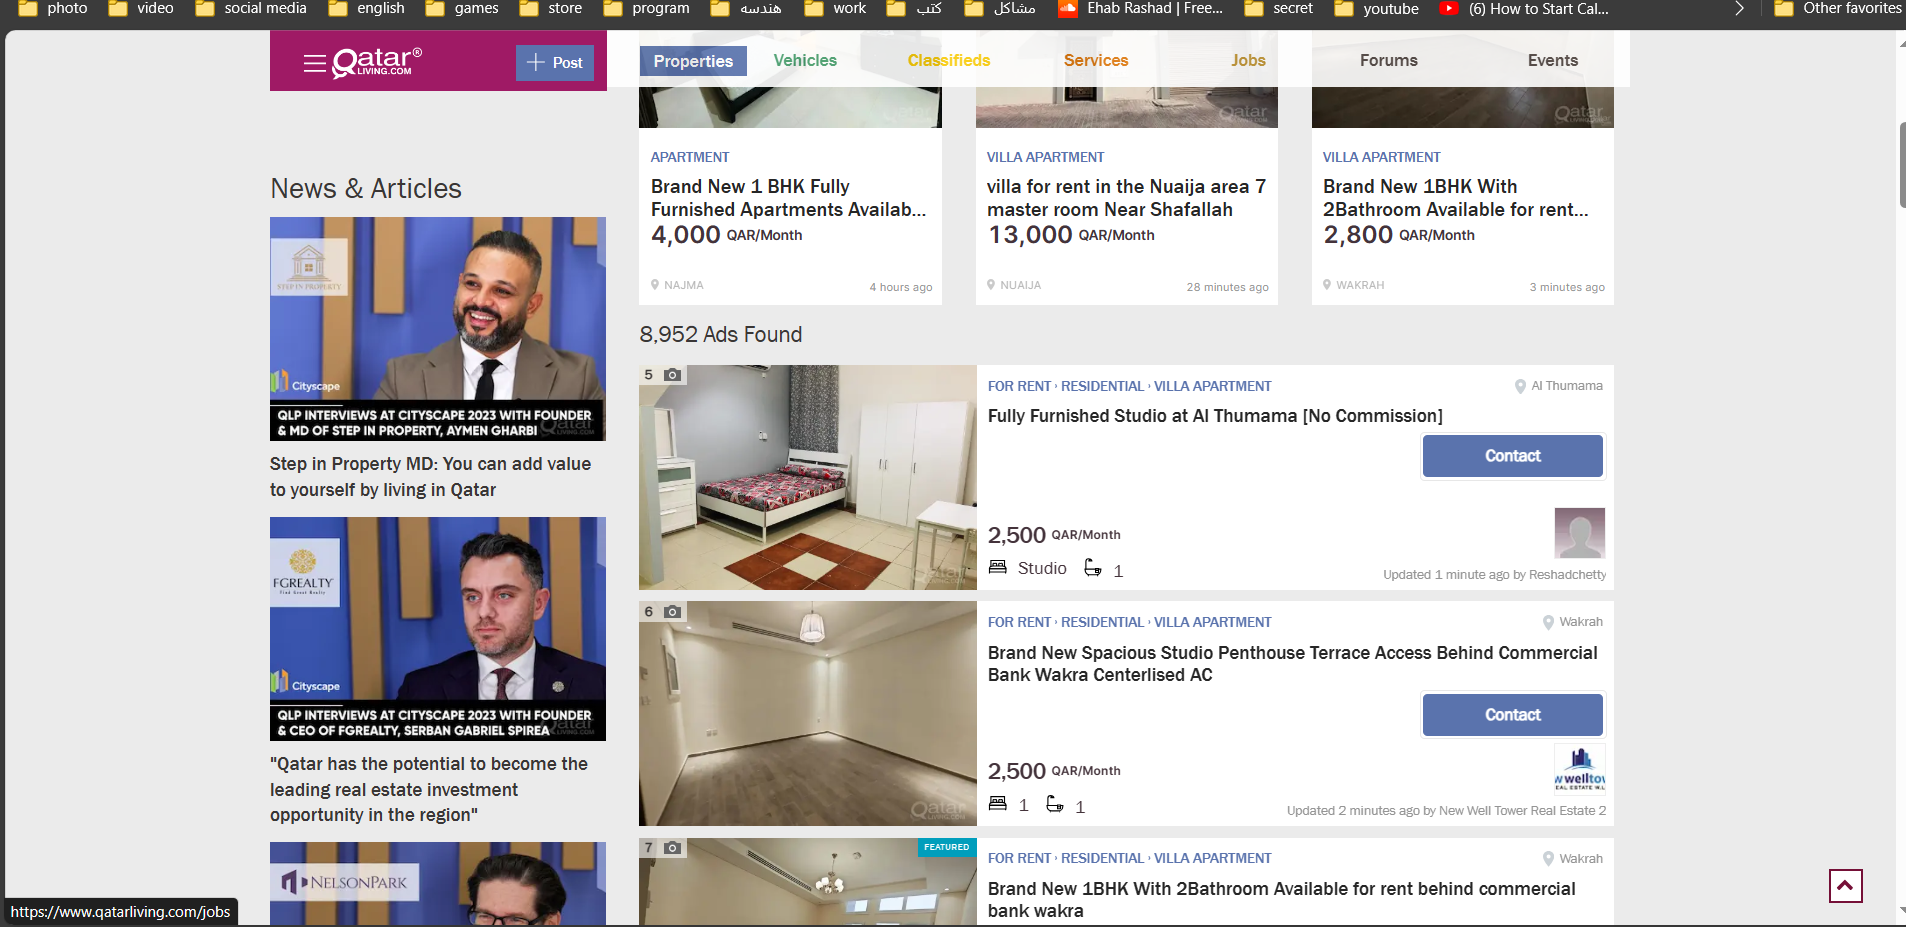 photo
video
social media
english
games
store
program
هندسه
work
كتب
مشاكل
Ehab Rashad | Free...
secret
youtube
(6) How to Start Cal...
Other favorites
Qatar®
LIVING.COM
Post
Properties
Vehicles
Classifieds
Services
Jobs
Forums
Events
APARTMENT
Brand New 1 BHK Fully
Furnished Apartments Availab...
4,000 QAR/Month
NAJMA
4 hours ago
VILLA APARTMENT
villa for rent in the Nuaija area 7
master room Near Shafallah
13,000 QAR/Month
NUAIJA
28 minutes ago
VILLA APARTMENT
Brand New 1BHK With
2Bathroom Available for rent...
2,800 QAR/Month
WAKRAH
3 minutes ago
News & Articles
STEP IN PROPERTY
Cityscape
QLP INTERVIEWS AT CITYSCAPE 2023 WITH FOUNDER
& MD OF STEP IN PROPERTY, AYMEN GHARBI
Step in Property MD: You can add value
to yourself by living in Qatar
FGREALTY
Find Great Realty
Cityscape
QLP INTERVIEWS AT CITYSCAPE 2023 WITH FOUNDER
& CEO OF FGREALTY, SERBAN GABRIEL SPIREA
"Qatar has the potential to become the
leading real estate investment
opportunity in the region"
NELSONPARK
8,952 Ads Found
5
FOR RENT › RESIDENTIAL › VILLA APARTMENT
Al Thumama
Fully Furnished Studio at Al Thumama [No Commission]
Contact
2,500 QAR/Month
Studio 1
Updated 1 minute ago by Reshadchetty
Qatar
LIVING.COM
6
FOR RENT › RESIDENTIAL › VILLA APARTMENT
Wakrah
Brand New Spacious Studio Penthouse Terrace Access Behind Commercial
Bank Wakra Centerlised AC
Contact
2,500 QAR/Month
1 1
welltow
EAL ESTATE W.L
Updated 2 minutes ago by New Well Tower Real Estate 2
Qatar
LIVING.COM
7
FEATURED
FOR RENT › RESIDENTIAL › VILLA APARTMENT
Wakrah
Brand New 1BHK With 2Bathroom Available for rent behind commercial
bank wakra
https://www.qatarliving.com/jobs